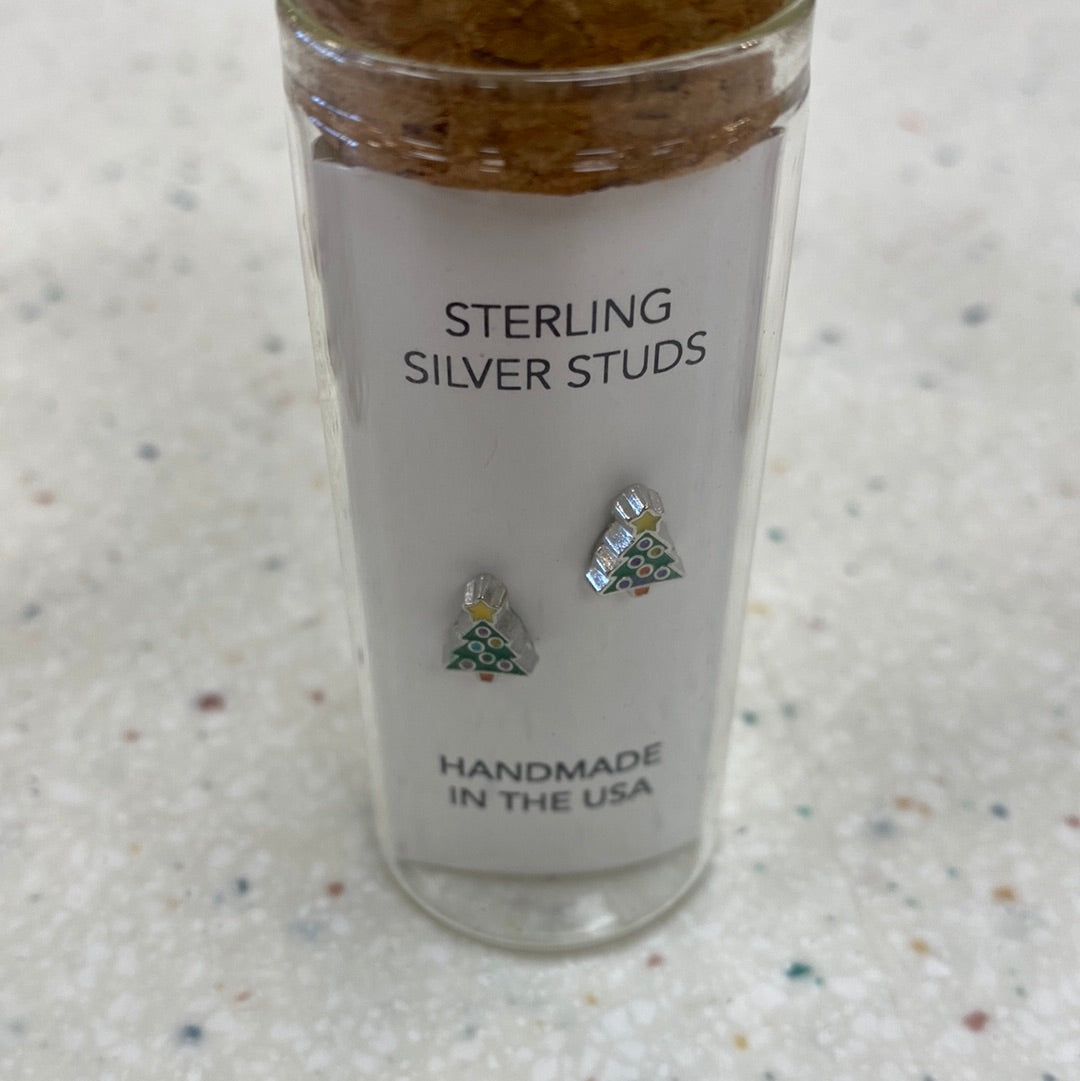 STERLING
SILVER STUDS
HANDMADE
IN THE USA